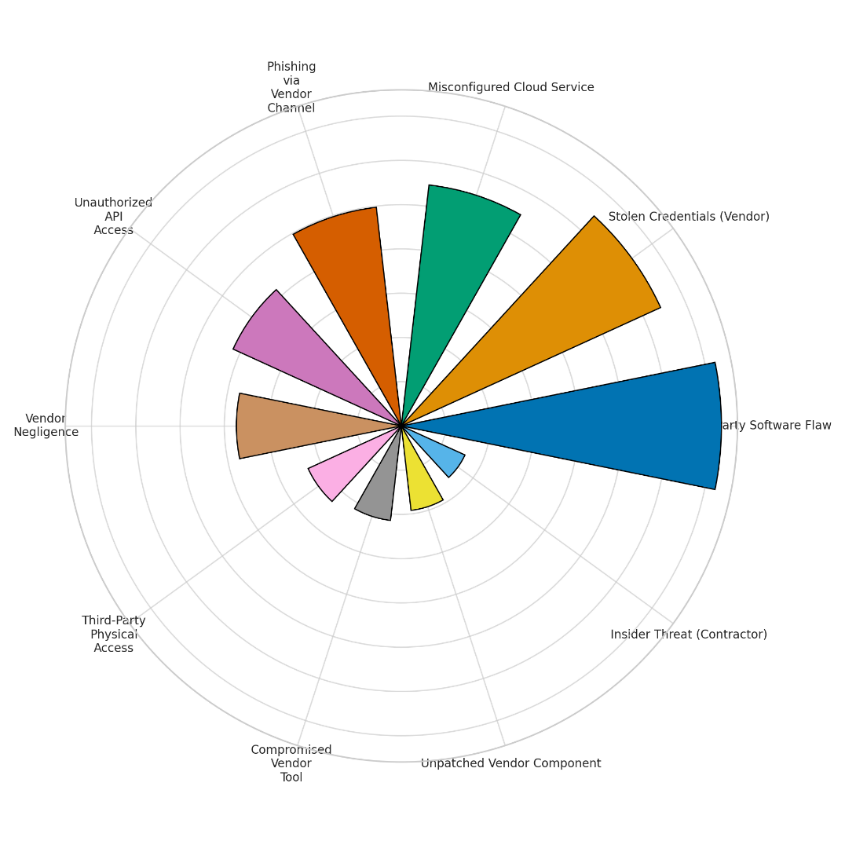 Phishing
via
Vendor
Channel
Misconfigured Cloud Service
Unauthorized
API
Access
Stolen Credentials (Vendor)
Vendor
Negligence
Software Flaw
Third-Party
Physical
Access
Insider Threat (Contractor)
Compromised
Vendor
Tool
Unpatched Vendor Component